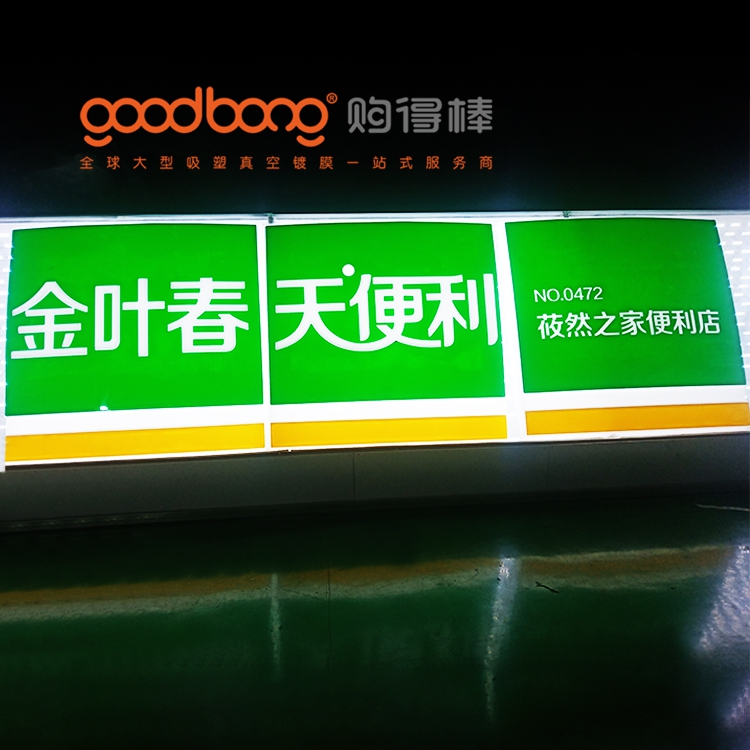 goodbong® 购得棒
全球大型吸塑真空镀膜一站式服务商
金叶春
天便利
NO.0472
莜然之家便利店